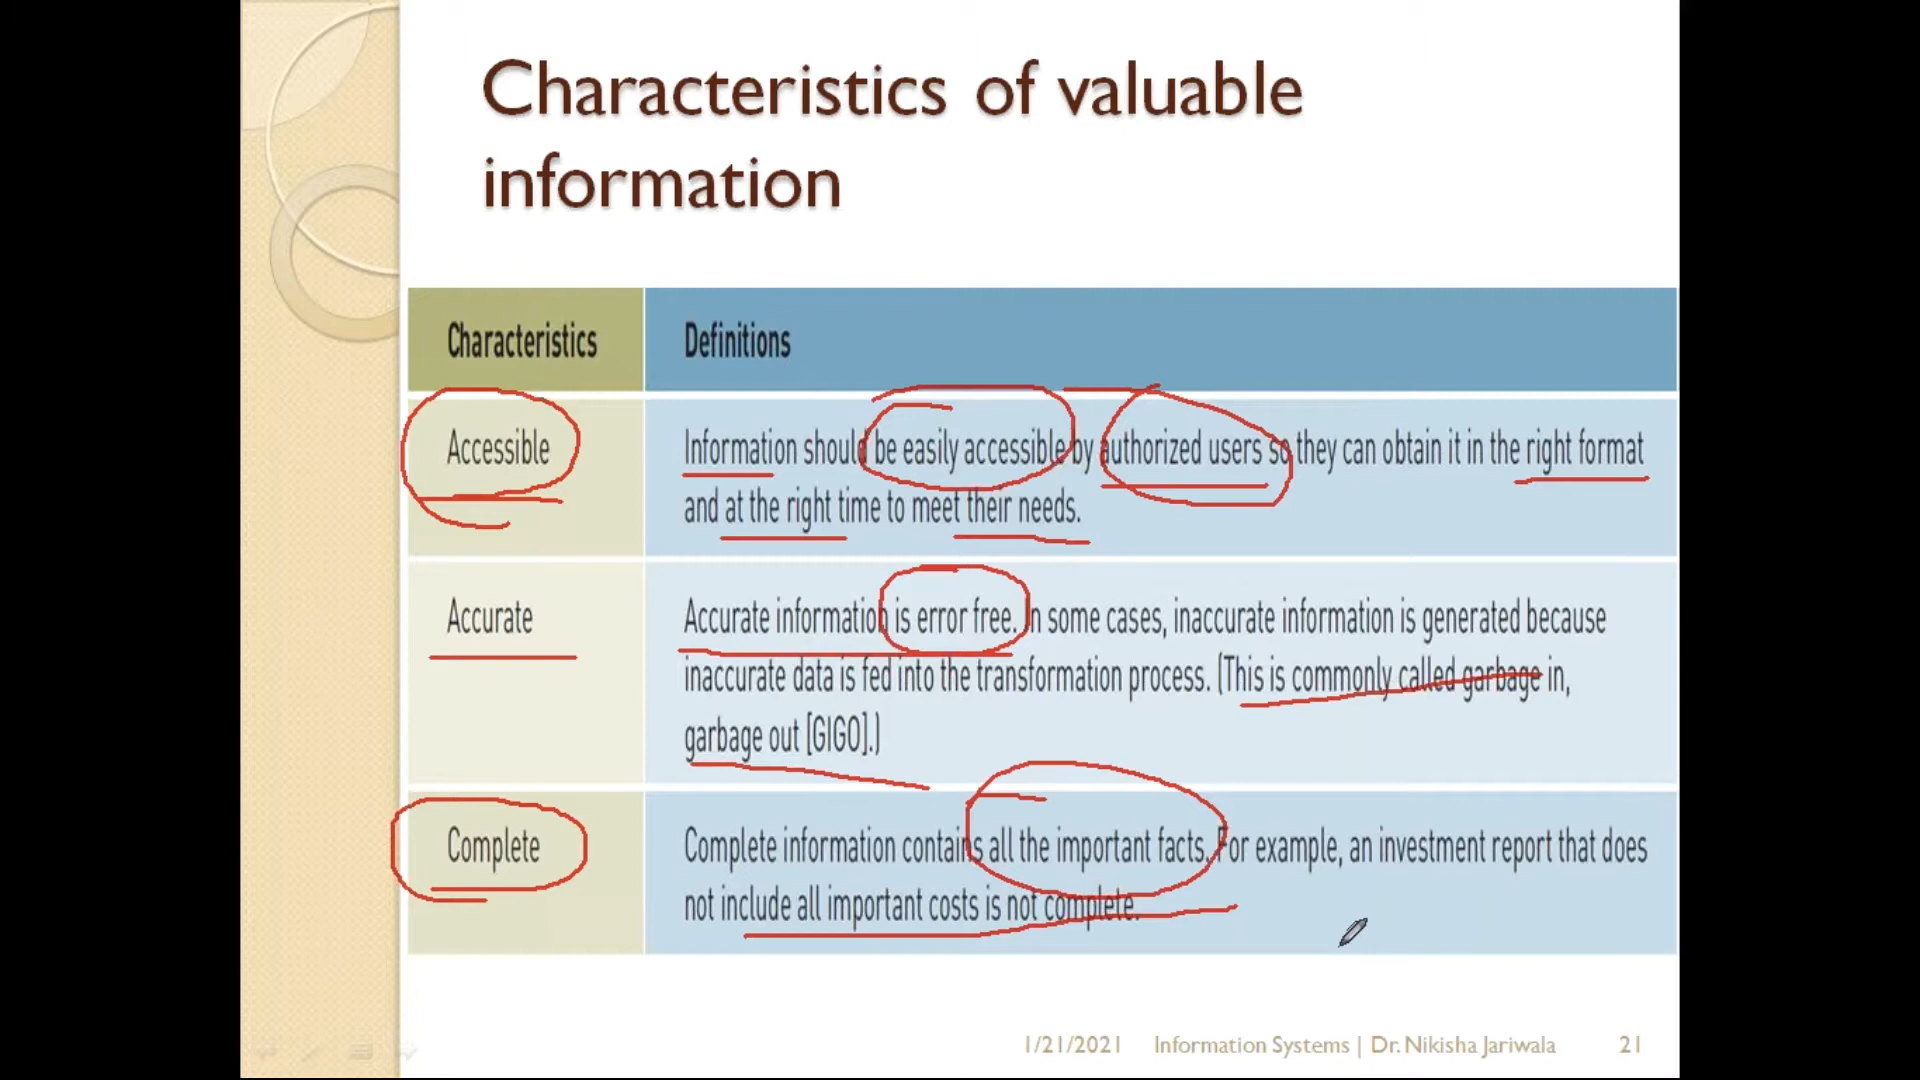 Characteristics of valuable
information
Characteristics
Definitions
Accessible
Information should be easily accessible by authorized users so they can obtain it in the right format
and at the right time to meet their needs.
Accurate
Accurate information is error free. In some cases, inaccurate information is generated because
inaccurate data is fed into the transformation process. (This is commonly called garbage in,
garbage out [GIGO].)
Complete
Complete information contains all the important facts. For example, an investment report that does
not include all important costs is not complete.
1/21/2021
Information Systems | Dr. Nikisha Jariwala
21